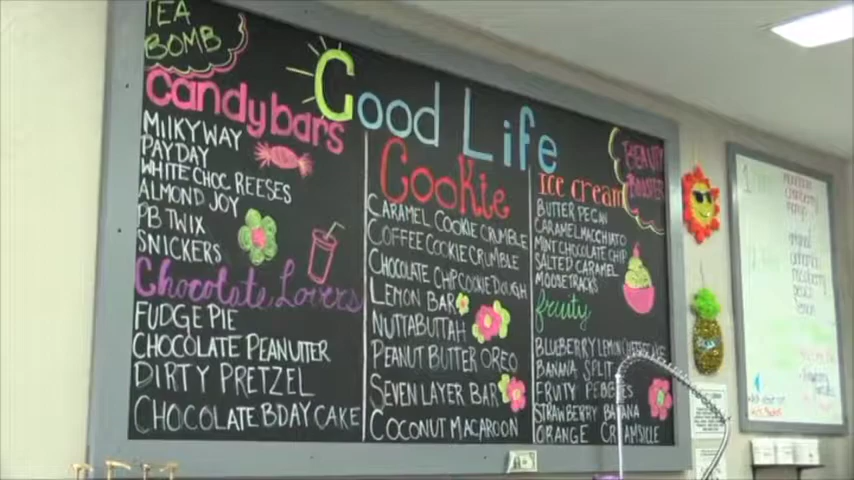 TEA
BOMB
Good Life
Candybars
MILKYWAY
PAYDAY
WHITE CHOC REESES
ALMOND JOY
PB TWIX
SNICKERS
Chocolate Lovers
FUDGE PIE
CHOCOLATE PEANUTTER
DIRTY PRETZEL
CHOCOLATE BDAY CAKE
Cookie
CARAMEL COOKIE CRUMBLE
COFFEE COOKIE CRUMBLE
CHOCOLATE CHIP COOKIE DOUGH
LEMON BAR
NUTTABUTTAH
PEANUT BUTTER OREO
SEVEN LAYER BAR
COCONUT MACAROON
BEAUTY
BOOSTER
Ice cream
BUTTER PECAN
CARAMEL MACCHIATO
MINT CHOCOLATE CHIP
SALTED CARAMEL
MOOSETRACKS
fruity
BLUEBERRY LEMON
BANANA SPLIT
FRUITY PEBBLES
STRAWBERRY BANANA
ORANGE CREAMSICLE